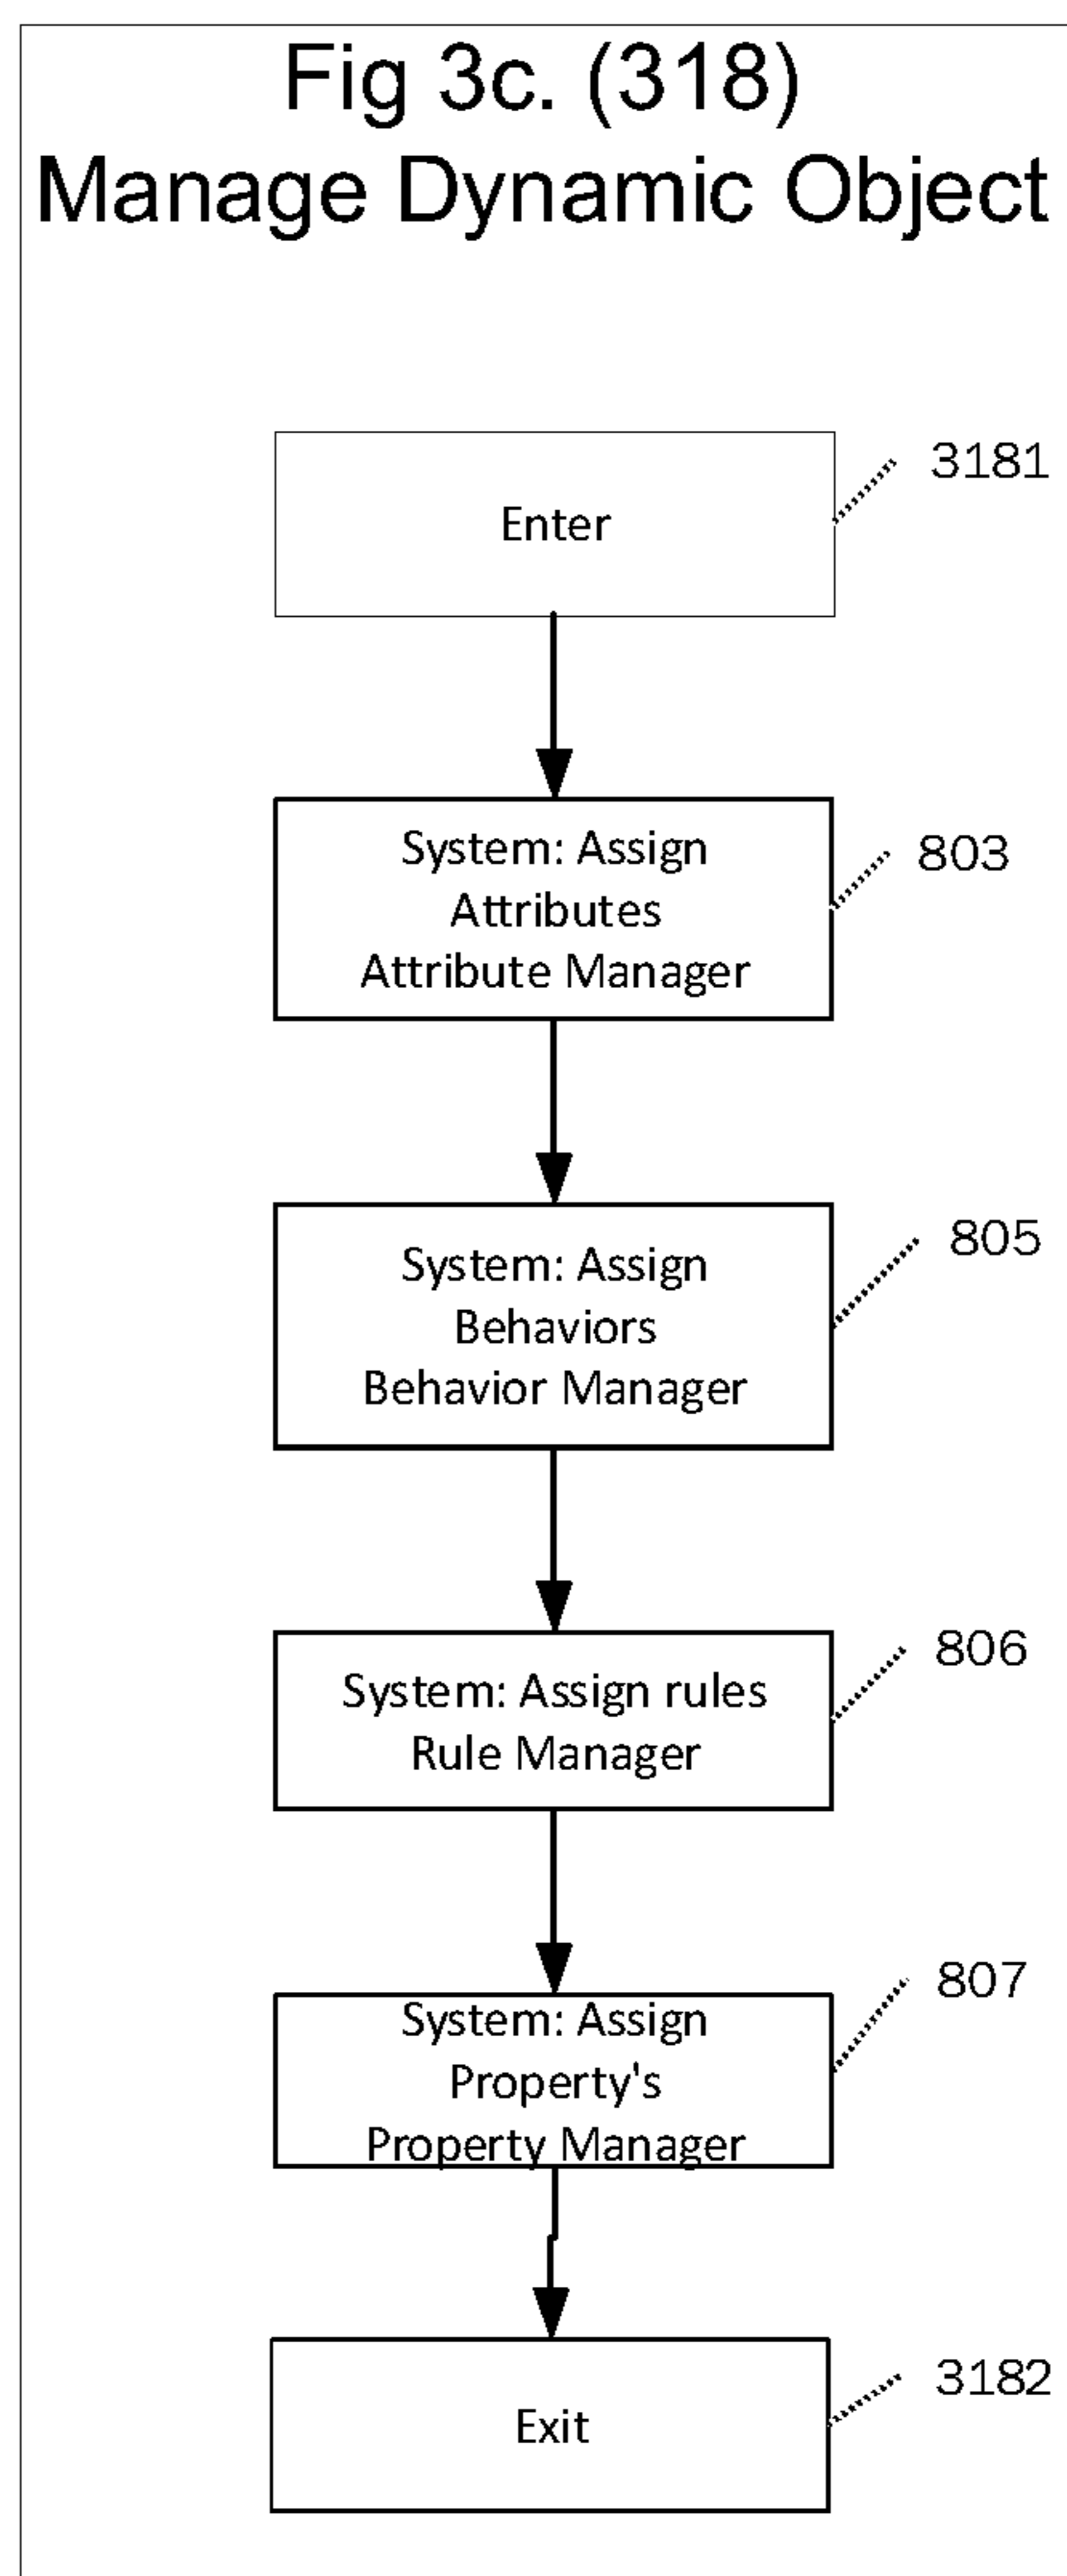 Fig 3c. (318)
Manage Dynamic Object
Enter
3181
System: Assign
Attributes
Attribute Manager
803
System: Assign
Behaviors
Behavior Manager
805
System: Assign rules
Rule Manager
806
System: Assign
Property's
Property Manager
807
Exit
3182